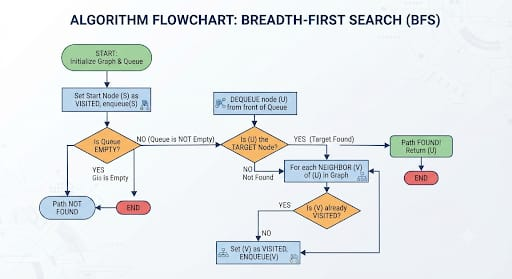 ALGORITHM FLOWCHART: BREADTH-FIRST SEARCH (BFS)
START:
Initialize Graph & Queue
Set Start Node (S) as
VISITED, enqueue(S)
DEQUEUE node (U)
from front of Queue
Is Queue
EMPTY?
NO (Queue is NOT Empty)
Is (U) the
TARGET Node?
YES (Target Found)
Path FOUND!
Return (U)
YES
Gio is Empty
NO
Not Found
For each NEIGHBOR (V)
of (U) in Graph
END
Path NOT
FOUND
END
YES
Is (V) already
VISITED?
NO
Set (V) as VISITED,
ENQUEUE(V)